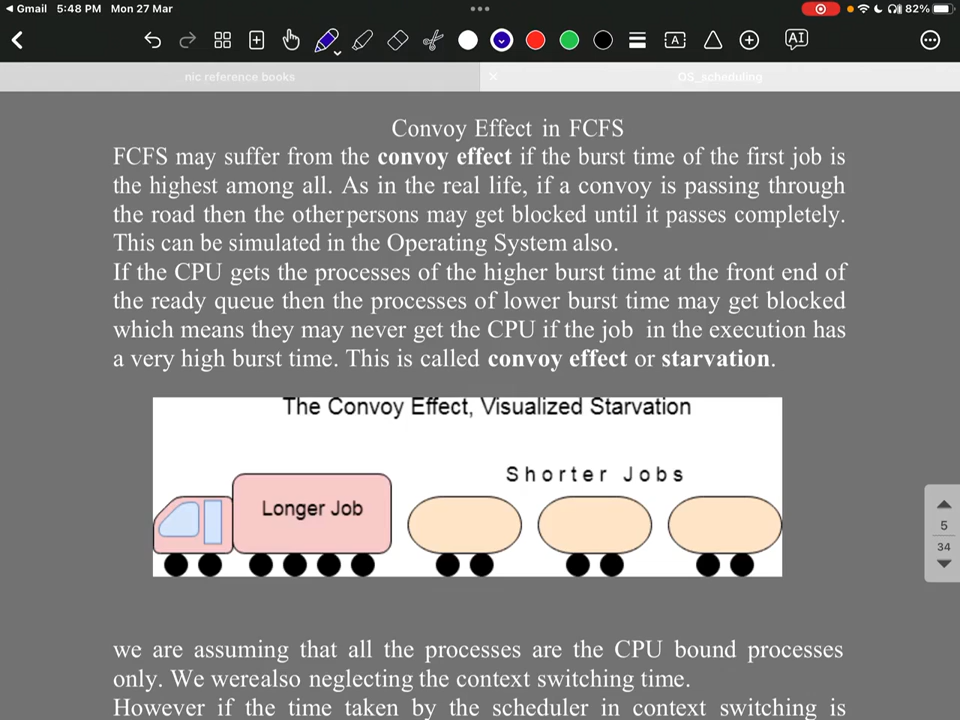 Gmail 5:48 PM Mon 27 Mar 82%
A AI
nic reference books OS_scheduling
Convoy Effect in FCFS
FCFS may suffer from the convoy effect if the burst time of the first job is
the highest among all. As in the real life, if a convoy is passing through
the road then the other persons may get blocked until it passes completely.
This can be simulated in the Operating System also.
If the CPU gets the processes of the higher burst time at the front end of
the ready queue then the processes of lower burst time may get blocked
which means they may never get the CPU if the job in the execution has
a very high burst time. This is called convoy effect or starvation.
The Convoy Effect, Visualized Starvation
Shorter Jobs
Longer Job
5
34
we are assuming that all the processes are the CPU bound processes
only. We werealso neglecting the context switching time.
However if the time taken by the scheduler in context switching is